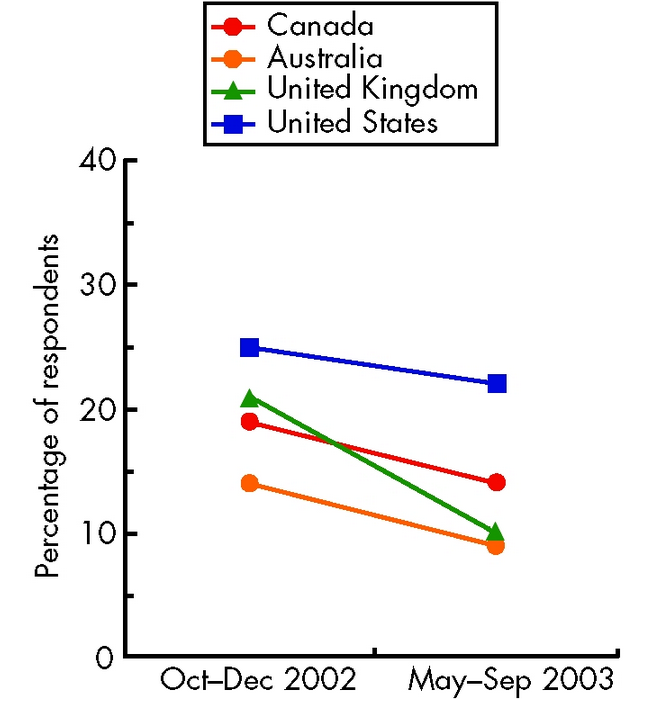 Canada
Australia
United Kingdom
United States
40
30
20
10
0
Percentage of respondents
Oct–Dec 2002
May–Sep 2003